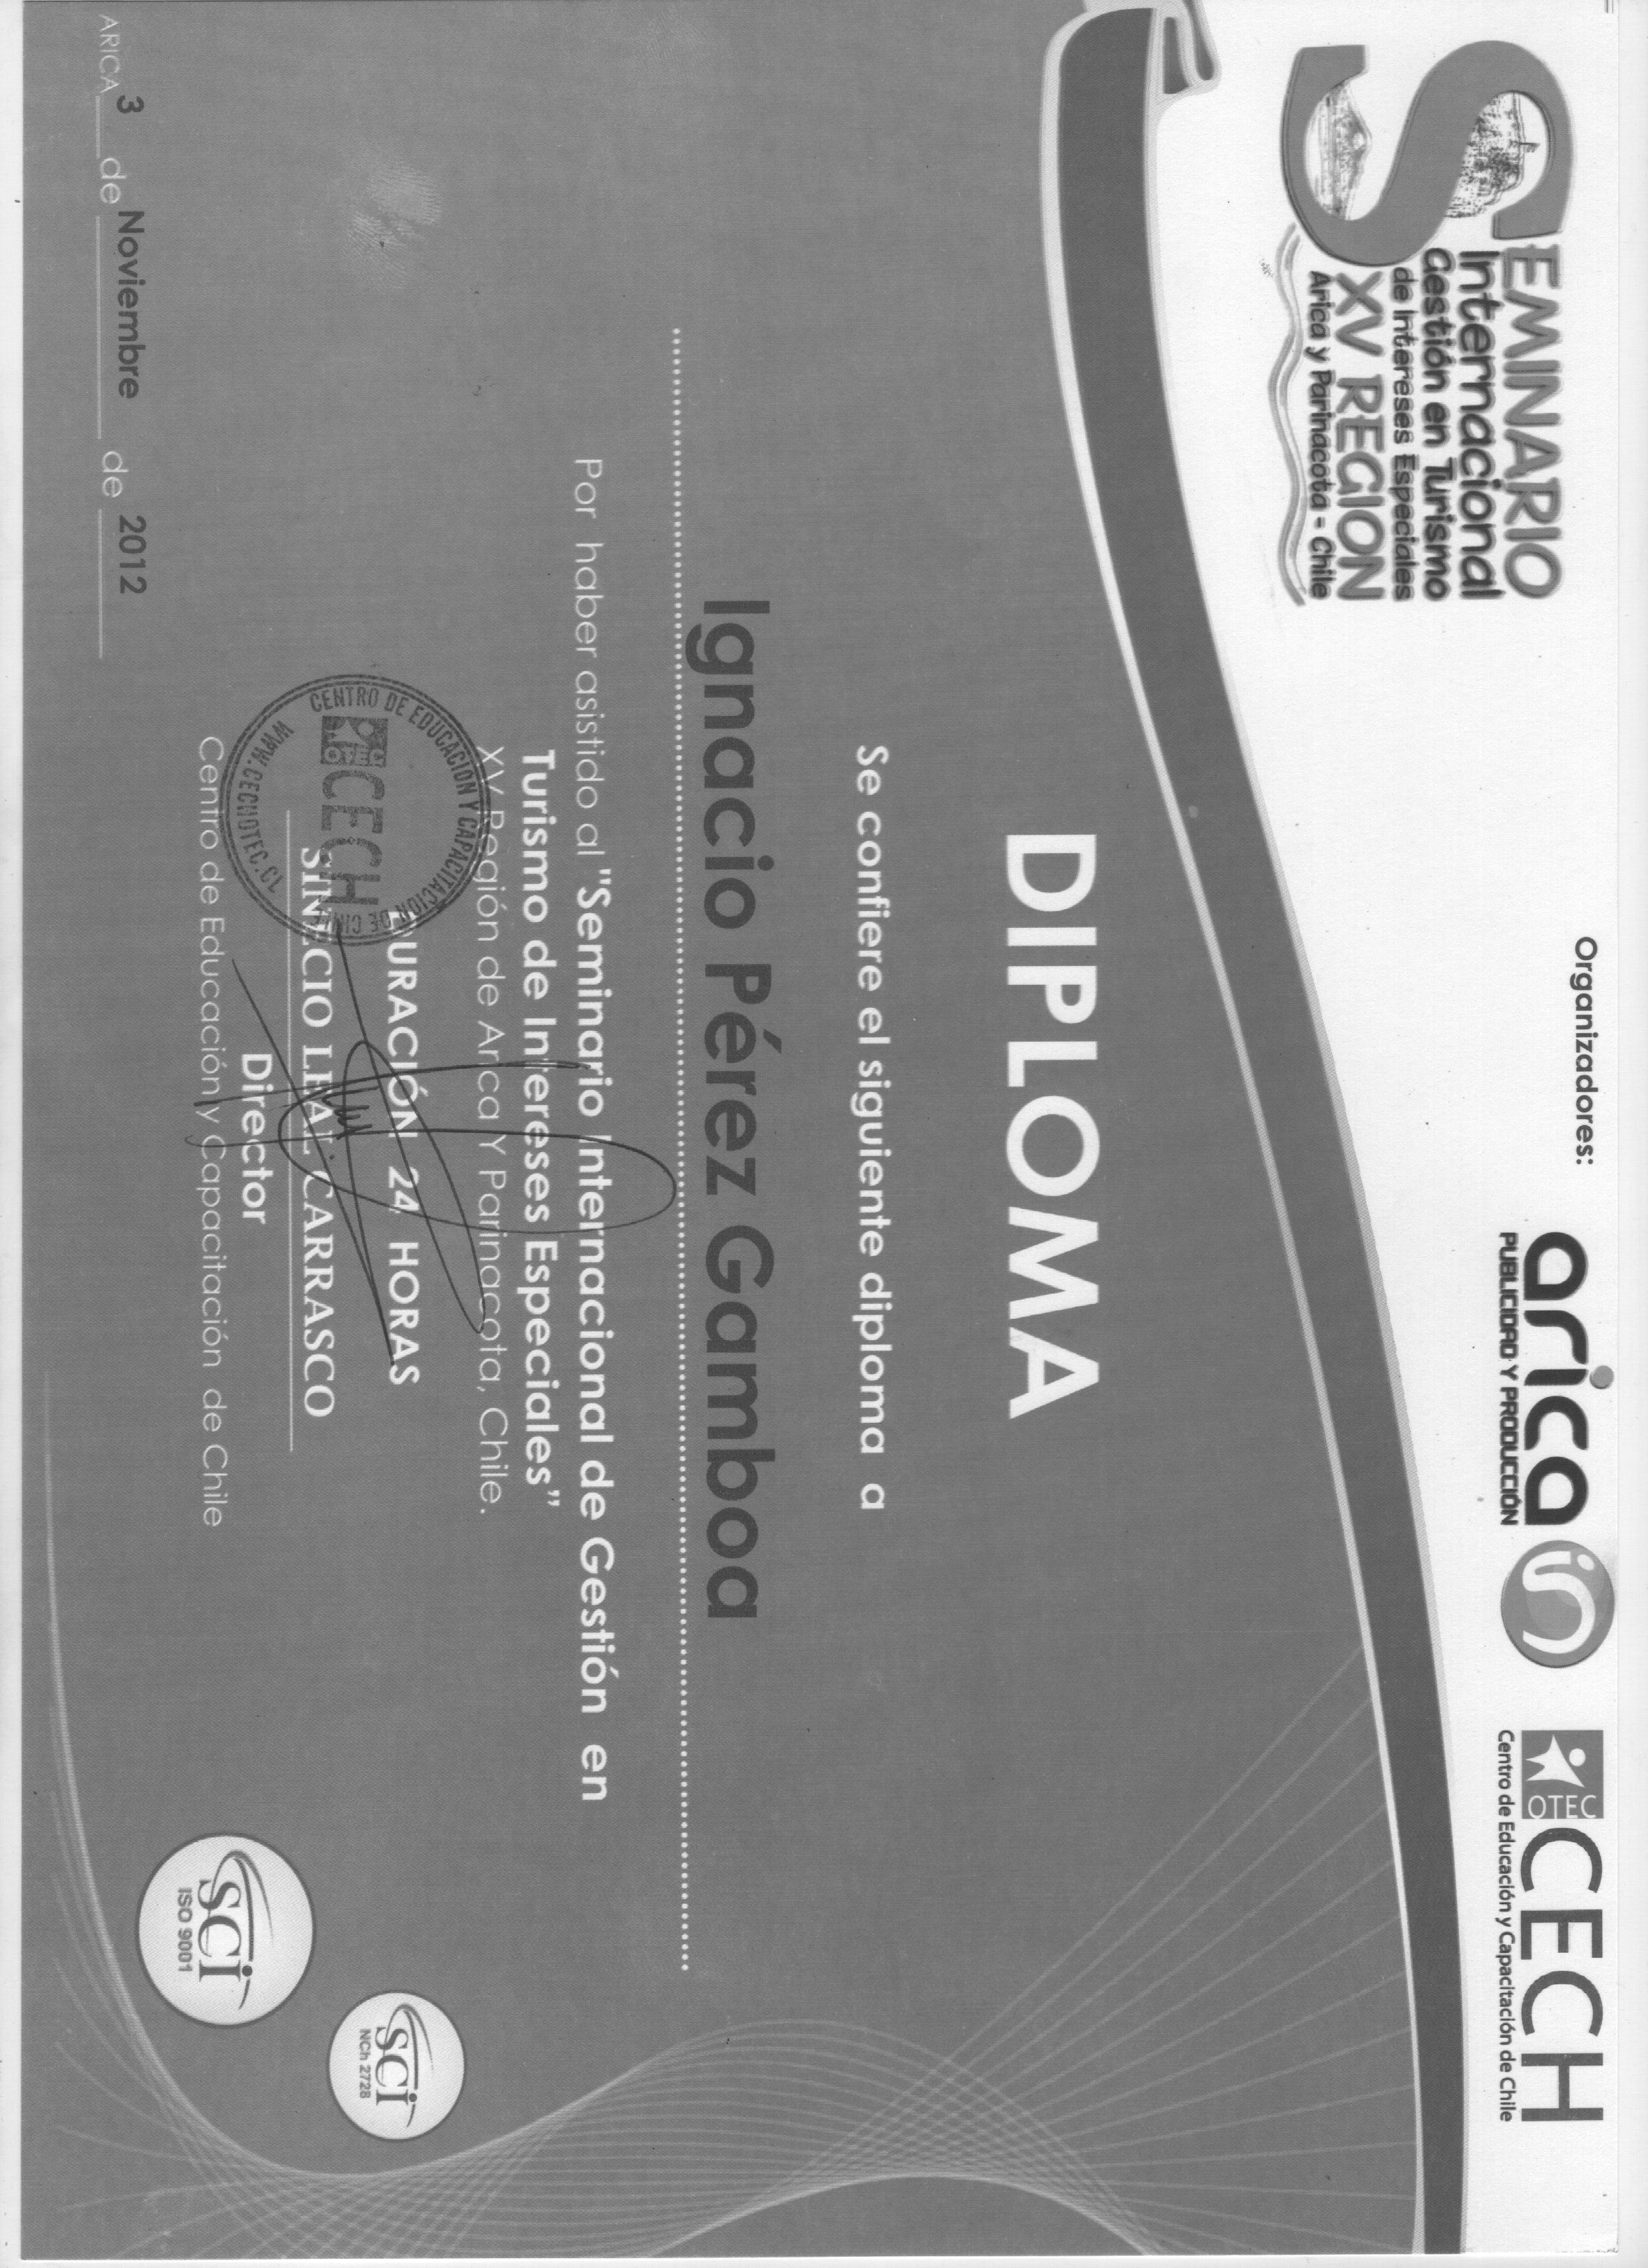 Organizadores:
arica in
PUBLICIDAD Y PRODUCCIÓN
OTEC CECH
Centro de Educación y Capacitación de Chile
SEMINARIO
Internacional
Gestión en Turismo
de Intereses Especiales
XV REGION
Arica y Parinacota - Chile
DIPLOMA
Se confiere el siguiente diploma a
Ignacio Pérez Gamboa
Por haber asistido al "Seminario Internacional de Gestión en
Turismo de Intereses Especiales”
XV Región de Arica Y Parinacota, Chile.
DURACIÓN 24 HORAS
CENTRO DE EDUCACION Y CAPACITACIÓN DE CHILE
OTEC CECH
WWW.CECHOTEC.CL
SINECIO LEAL CARRASCO
Director
Centro de Educación y Capacitación de Chile
SCI
NCh 2728
SCI
ISO 9001
ARICA 3 de Noviembre de 2012